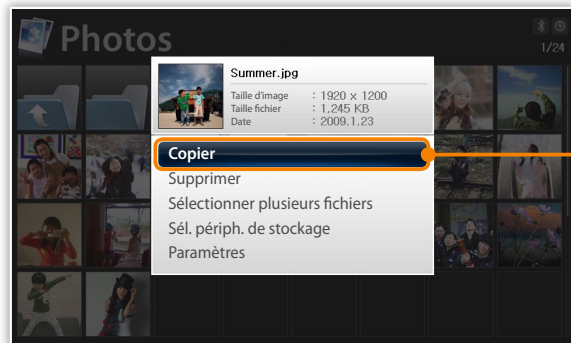 Photos
1/24
Summer.jpg
Taille d'image : 1920 x 1200
Taille fichier : 1,245 KB
Date : 2009.1.23
Copier
Supprimer
Sélectionner plusieurs fichiers
Sél. périph. de stockage
Paramètres